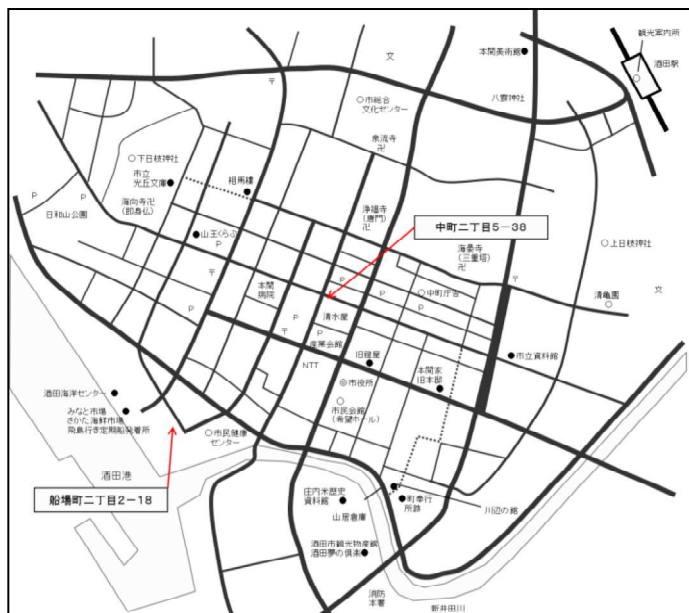 観光案内所
酒田駅
本間美術館
文
八雲神社
〒
市総合
文化センター
泉流寺
卍
下日枝神社
市立
光丘文庫
相馬樓
海向寺卍
(即身仏)
P
P
日和山公園
山王くらぶ
P
〒
浄福寺
(唐門)
卍
中町二丁目5-38
海晏寺
(三重塔)
卍
〒
上日枝神社
清亀園
文
本間
病院
P
P
P
中町庁舎
清水屋
P
〒
P
産業会館
NTT
旧鐙屋
市役所
本間家
旧本邸
市立資料館
市民会館
(希望ホール)
酒田海洋センター
みなと市場
さかた海鮮市場
飛島行き定期船発着所
市民健康
センター
酒田港
船場町二丁目2-18
庄内米歴史
資料館
山居倉庫
町奉行
所跡
川辺の館
酒田市観光物産館
酒田夢の倶楽
消防
本署
新井田川